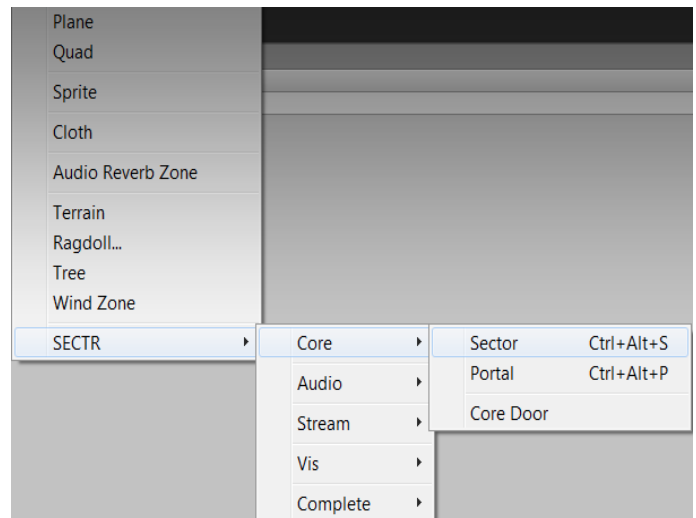 Plane
Quad
Sprite
Cloth
Audio Reverb Zone
Terrain
Ragdoll...
Tree
Wind Zone
SECTR
Core
Audio
Stream
Vis
Complete
Sector Ctrl+Alt+S
Portal Ctrl+Alt+P
Core Door